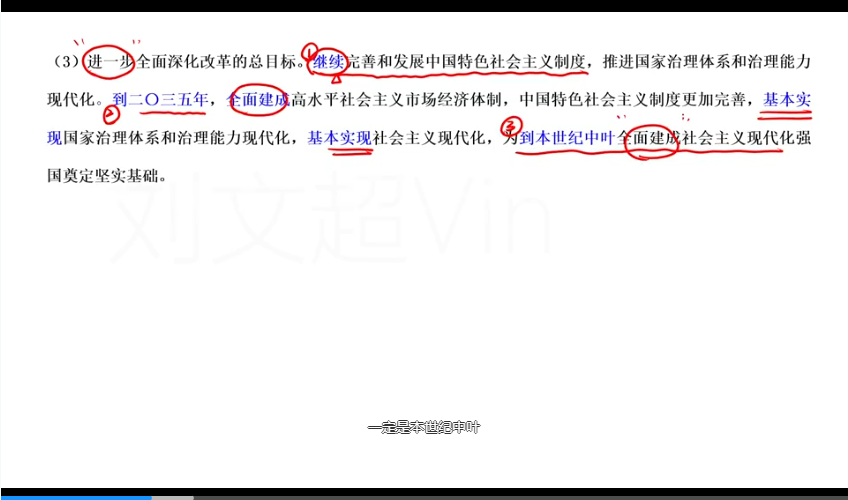 （3）进一步全面深化改革的总目标。继续完善和发展中国特色社会主义制度，推进国家治理体系和治理能力
现代化。到二〇三五年，全面建成高水平社会主义市场经济体制，中国特色社会主义制度更加完善，基本实
现国家治理体系和治理能力现代化，基本实现社会主义现代化，为到本世纪中叶全面建成社会主义现代化强
国奠定坚实基础。
①
②
③
刘文超Vin
一定是本世纪中叶